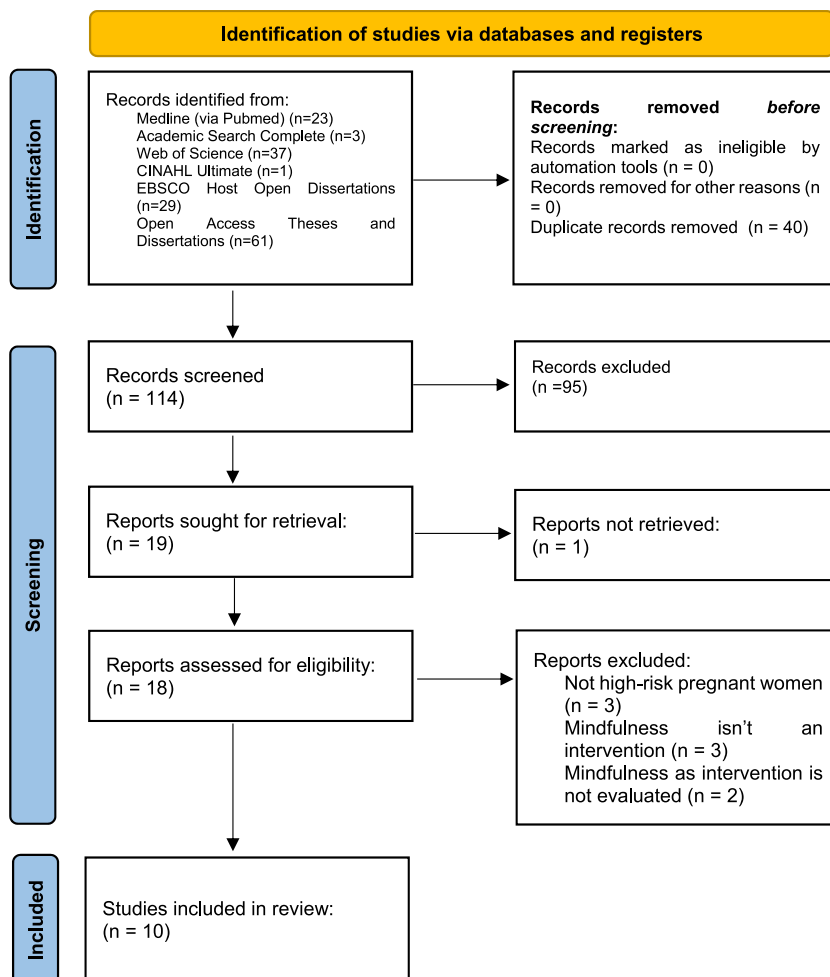 Identification of studies via databases and registers
Identification
Records identified from:
Medline (via Pubmed) (n=23)
Academic Search Complete (n=3)
Web of Science (n=37)
CINAHL Ultimate (n=1)
EBSCO Host Open Dissertations
(n=29)
Open Access Theses and
Dissertations (n=61)
Records removed before
screening:
Records marked as ineligible by
automation tools (n = 0)
Records removed for other reasons (n
= 0)
Duplicate records removed (n = 40)
Screening
Records screened
(n = 114)
Records excluded
(n =95)
Reports sought for retrieval:
(n = 19)
Reports not retrieved:
(n = 1)
Reports assessed for eligibility:
(n = 18)
Reports excluded:
Not high-risk pregnant women
(n = 3)
Mindfulness isn’t an
intervention (n = 3)
Mindfulness as intervention is
not evaluated (n = 2)
Included
Studies included in review:
(n = 10)